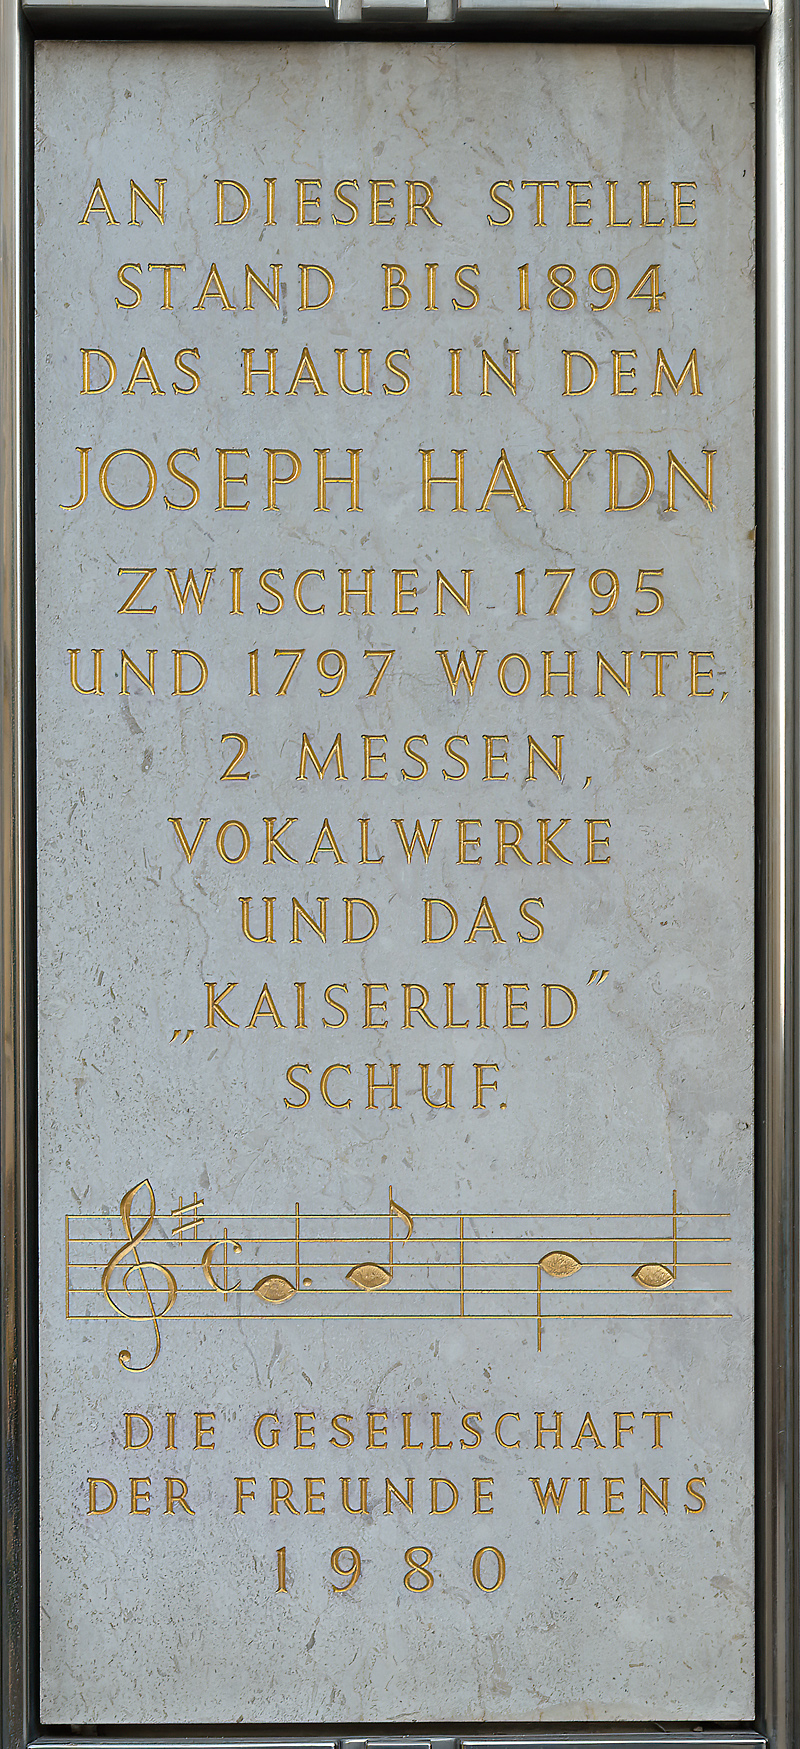 AN DIESER STELLE
STAND BIS 1894
DAS HAUS IN DEM
JOSEPH HAYDN
ZWISCHEN 1795
UND 1797 WOHNTE,
2 MESSEN,
VOKALWERKE
UND DAS
„KAISERLIED”
SCHUF.
DIE GESELLSCHAFT
DER FREUNDE WIENS
1980